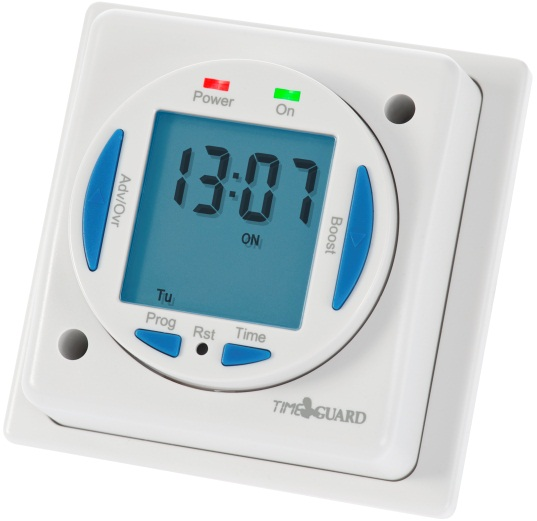 Power
On
13:07
Adv/Ovr
Boost
ON
Tu
Prog
Rst
Time
TIMEGUARD